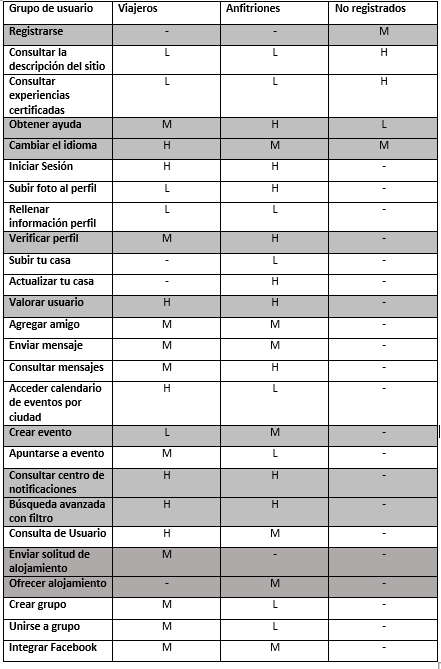 Grupo de usuario Viajeros Anfitriones No registrados
Registrarse - - M
Consultar la L L H
descripción del sitio
Consultar L L H
experiencias
certificadas
Obtener ayuda M H L
Cambiar el idioma H M M
Iniciar Sesión H H -
Subir foto al perfil L H -
Rellenar L L -
información perfil
Verificar perfil M H -
Subir tu casa - L -
Actualizar tu casa - H -
Valorar usuario H H -
Agregar amigo M M -
Enviar mensaje M M -
Consultar mensajes M H -
Acceder calendario H L -
de eventos por
ciudad
Crear evento L M -
Apuntarse a evento M L -
Consultar centro de H H -
notificaciones
Búsqueda avanzada H H -
con filtro
Consulta de Usuario H M -
Enviar solitud de M - -
alojamiento
Ofrecer alojamiento - M -
Crear grupo M L -
Unirse a grupo M L -
Integrar Facebook M M -